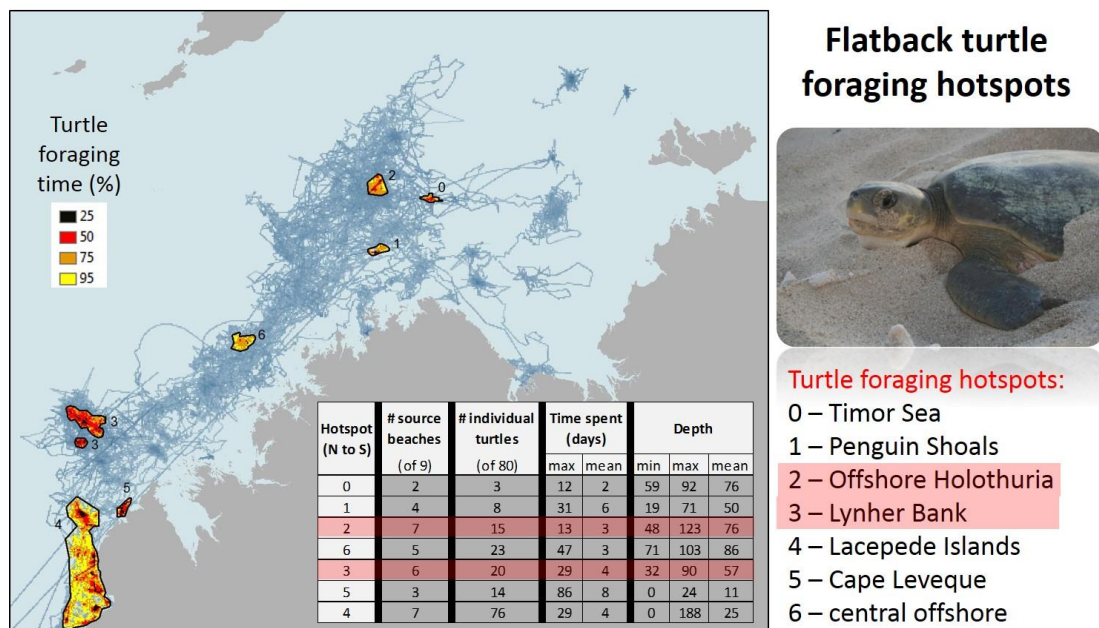 Flatback turtle
foraging hotspots
Turtle
foraging
time (%)
25
50
75
95
2
0
1
6
3
3
5
4
Hotspot (N to S) # source beaches (of 9) # individual turtles (of 80) Time spent (days) Depth
max mean min max mean
0 2 3 12 2 59 92 76
1 4 8 31 6 19 71 50
2 7 15 13 3 48 123 76
6 5 23 47 3 71 103 86
3 6 20 29 4 32 90 57
5 3 14 86 8 0 24 11
4 7 76 29 4 0 188 25
Turtle foraging hotspots:
0 – Timor Sea
1 – Penguin Shoals
2 – Offshore Holothuria
3 – Lynher Bank
4 – Lacepede Islands
5 – Cape Leveque
6 – central offshore